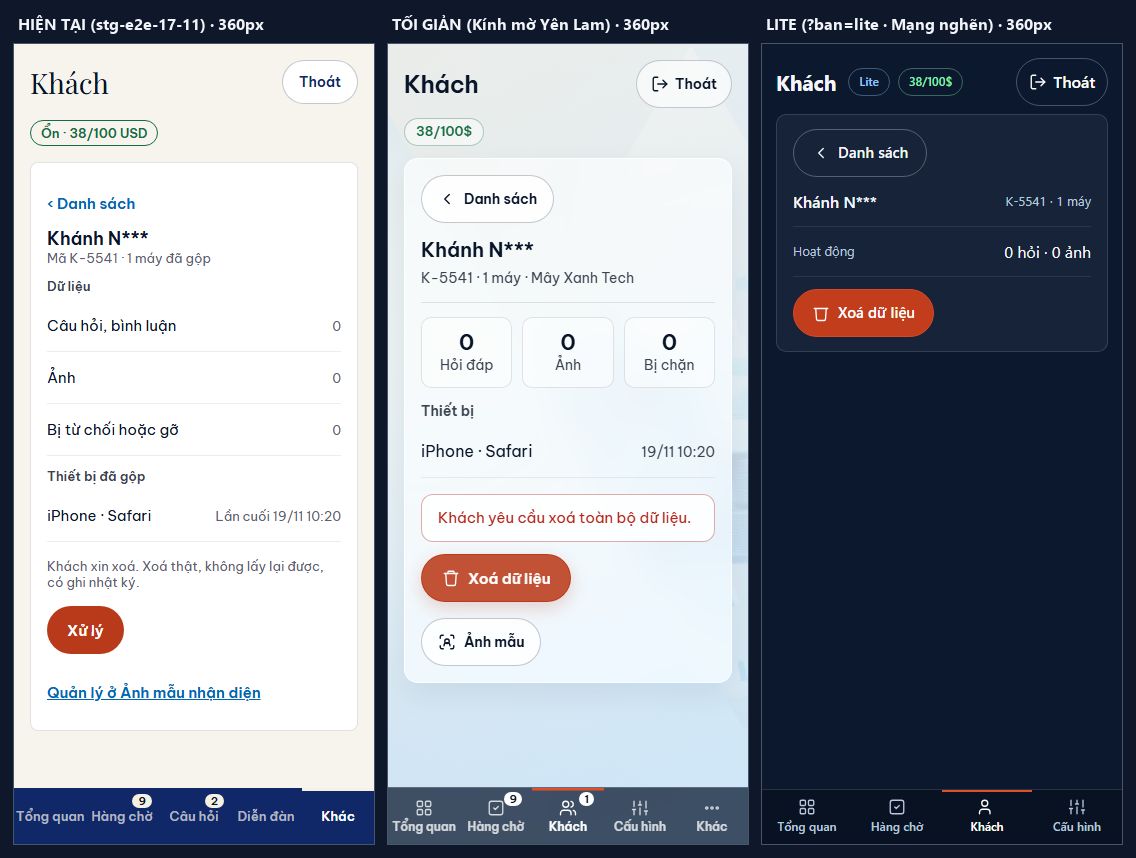 HIỆN TẠI (stg-e2e-17-11) · 360px
Khách
Thoát
Ổn · 38/100 USD
‹ Danh sách
Khánh N***
Mã K-5541 · 1 máy đã gộp
Dữ liệu
Câu hỏi, bình luận 0
Ảnh 0
Bị từ chối hoặc gỡ 0
Thiết bị đã gộp
iPhone · Safari Lần cuối 19/11 10:20
Khách xin xoá. Xoá thật, không lấy lại được,
có ghi nhật ký.
Xử lý
Quản lý ở Ảnh mẫu nhận diện
9 2
Tổng quan Hàng chờ Câu hỏi Diễn đàn Khác
TỐI GIẢN (Kính mờ Yên Lam) · 360px
Khách
Thoát
38/100$
Danh sách
Khánh N***
K-5541 · 1 máy · Mây Xanh Tech
0 0 0
Hỏi đáp Ảnh Bị chặn
Thiết bị
iPhone · Safari 19/11 10:20
Khách yêu cầu xoá toàn bộ dữ liệu.
Xoá dữ liệu
Ảnh mẫu
9 1
Tổng quan Hàng chờ Khách Cấu hình Khác
LITE (?ban=lite · Mạng nghẽn) · 360px
Khách Lite 38/100$ Thoát
Danh sách
Khánh N*** K-5541 · 1 máy
Hoạt động 0 hỏi · 0 ảnh
Xoá dữ liệu
Tổng quan Hàng chờ Khách Cấu hình